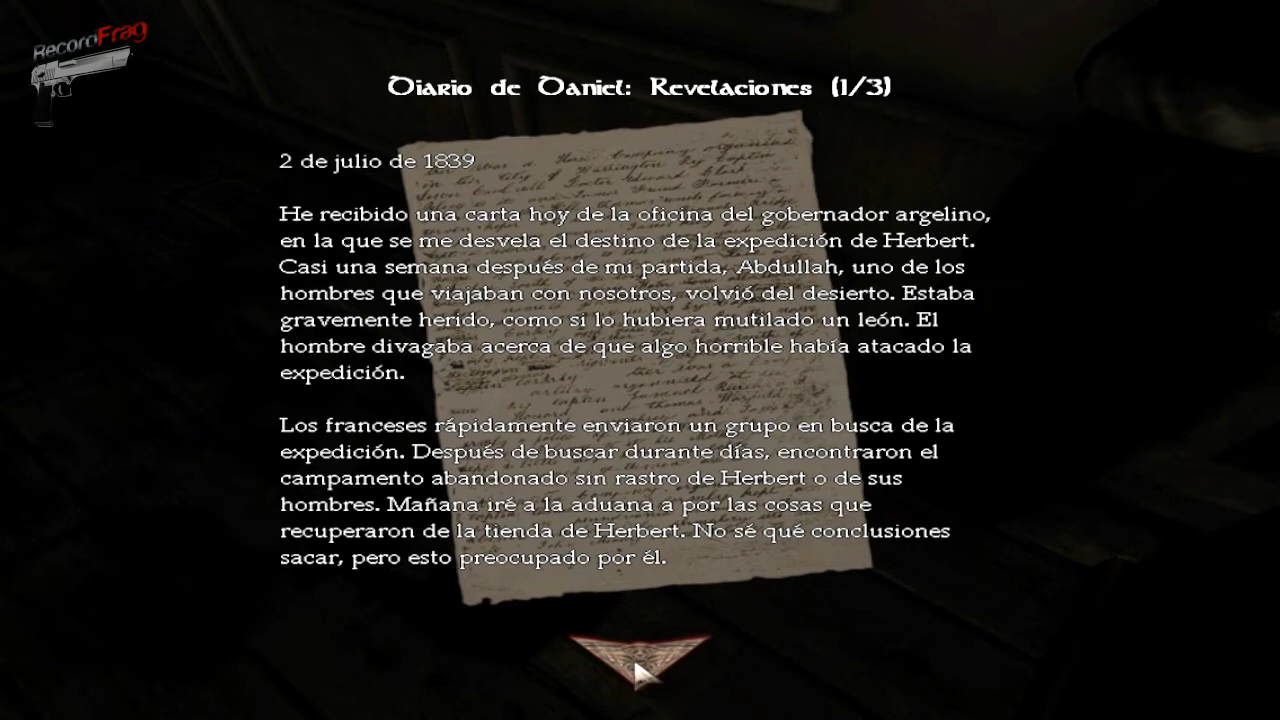 RecordFrag
Diario de Daniel: Revelaciones (1/3)
2 de julio de 1839
He recibido una carta hoy de la oficina del gobernador argelino,
en la que se me desvela el destino de la expedición de Herbert.
Casi una semana después de mi partida, Abdullah, uno de los
hombres que viajaban con nosotros, volvió del desierto. Estaba
gravemente herido, como si lo hubiera mutilado un león. El
hombre divagaba acerca de que algo horrible había atacado la
expedición.
Los franceses rápidamente enviaron un grupo en busca de la
expedición. Después de buscar durante días, encontraron el
campamento abandonado sin rastro de Herbert o de sus
hombres. Mañana iré a la aduana a por las cosas que
recuperaron de la tienda de Herbert. No sé qué conclusiones
sacar, pero esto preocupado por él.